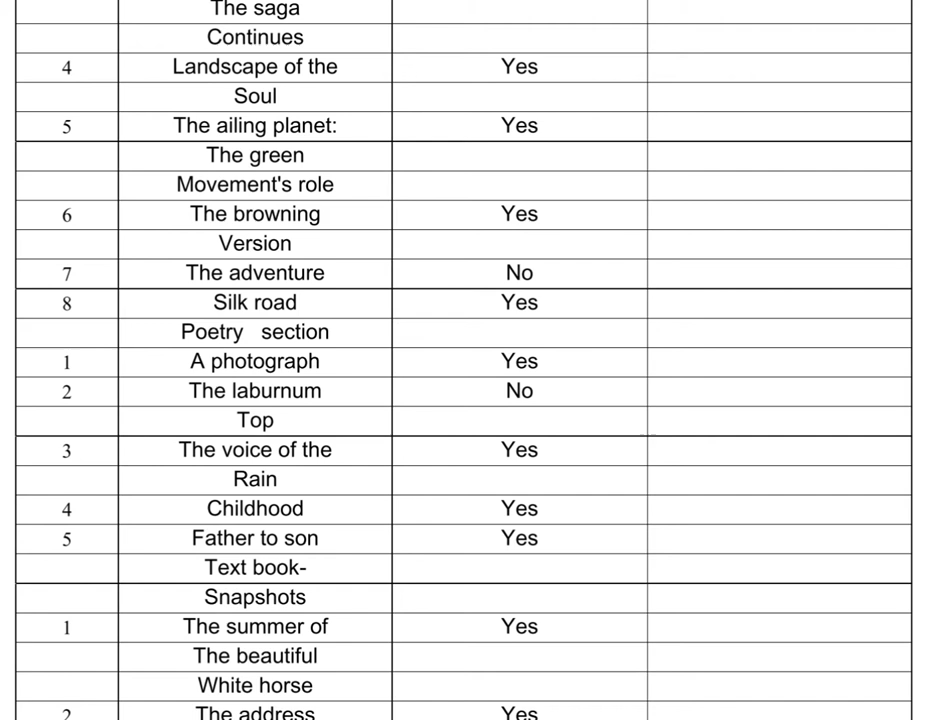 The saga
Continues
4 Landscape of the Yes
Soul
5 The ailing planet: Yes
The green
Movement's role
6 The browning Yes
Version
7 The adventure No
8 Silk road Yes
Poetry section
1 A photograph Yes
2 The laburnum No
Top
3 The voice of the Yes
Rain
4 Childhood Yes
5 Father to son Yes
Text book-
Snapshots
1 The summer of Yes
The beautiful
White horse
2 The address Yes